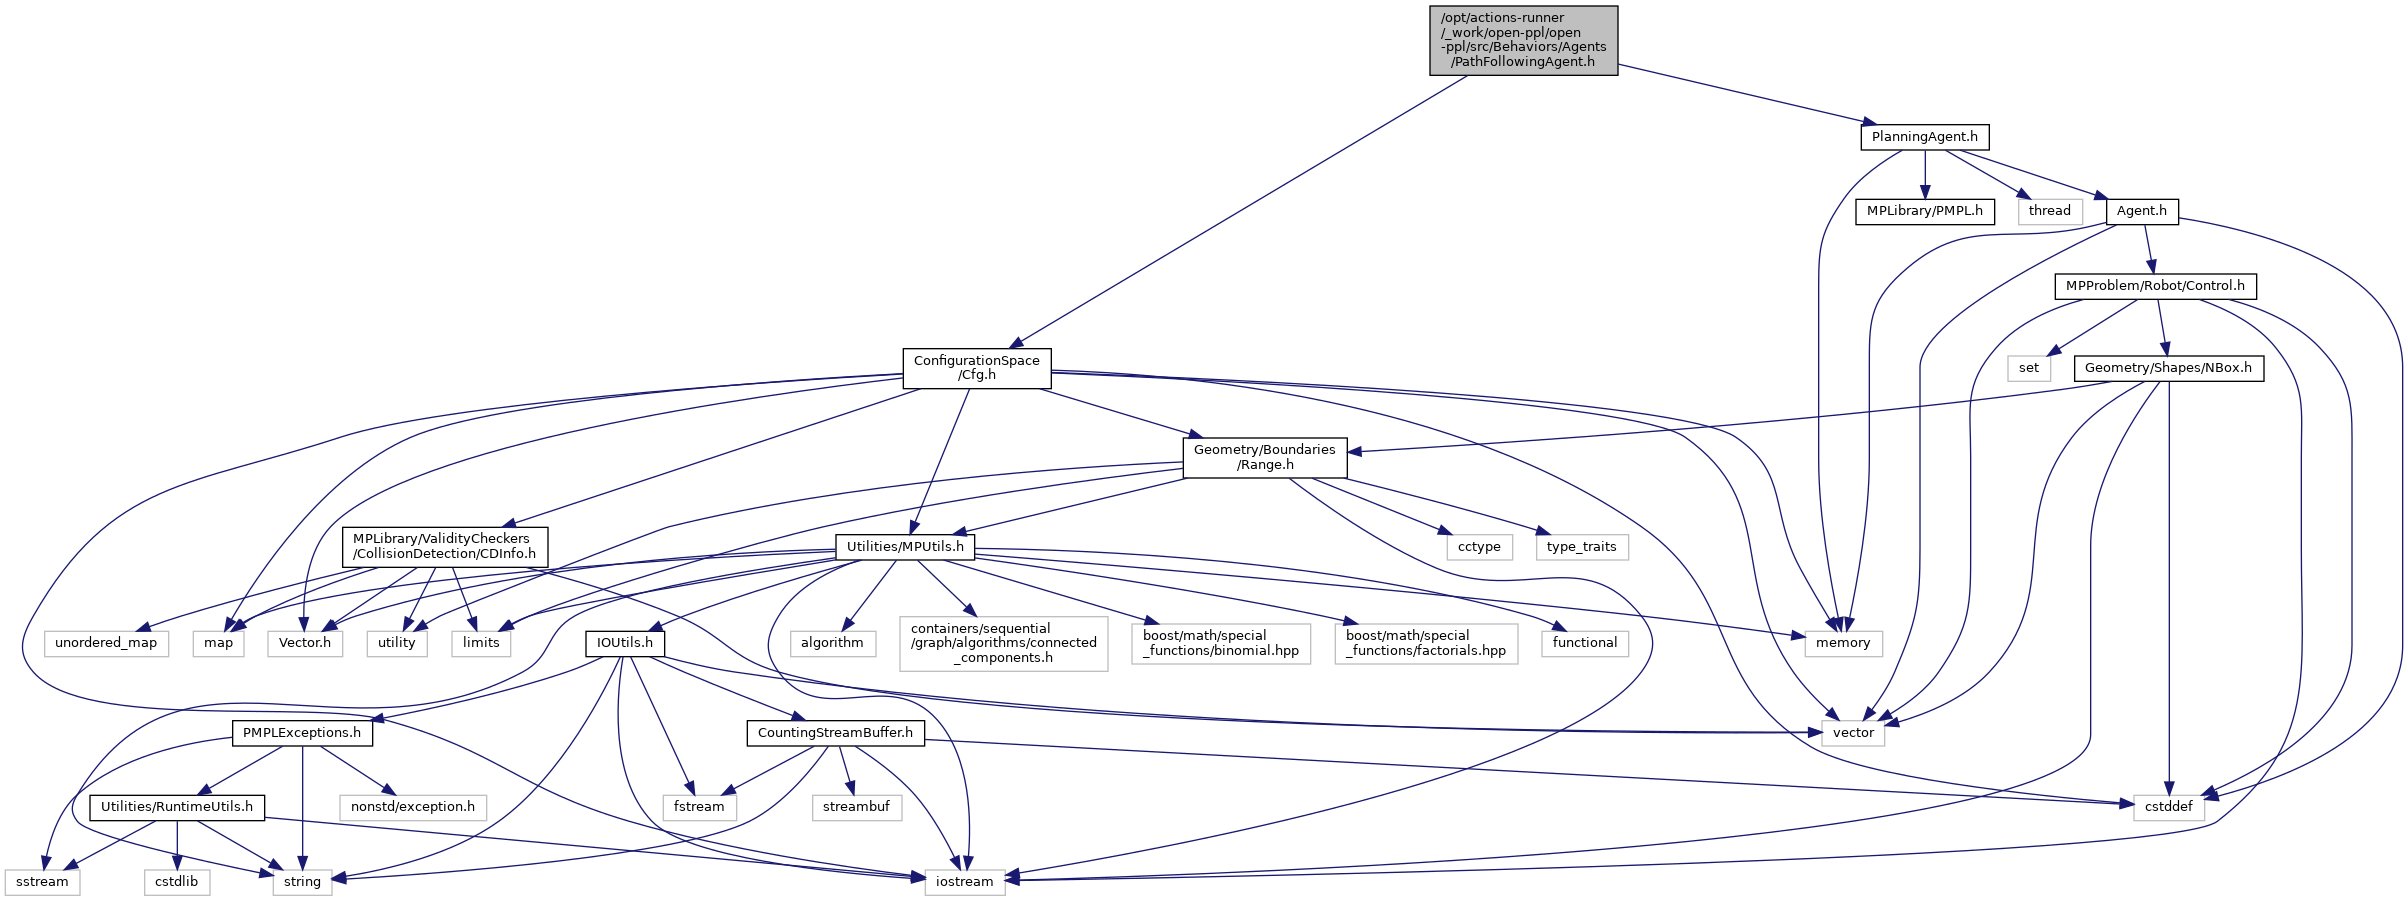 /opt/actions-runner
/_work/open-ppl/open
-ppl/src/Behaviors/Agents
/PathFollowingAgent.h
PlanningAgent.h
MPLibrary/PMPL.h
thread
Agent.h
MPProblem/Robot/Control.h
ConfigurationSpace
/Cfg.h
set
Geometry/Shapes/NBox.h
Geometry/Boundaries
/Range.h
MPLibrary/ValidityCheckers
/CollisionDetection/CDInfo.h
Utilities/MPUtils.h
cctype
type_traits
unordered_map
map
Vector.h
utility
limits
IOUtils.h
algorithm
containers/sequential
/graph/algorithms/connected
_components.h
boost/math/special
_functions/binomial.hpp
boost/math/special
_functions/factorials.hpp
functional
memory
PMPLExceptions.h
CountingStreamBuffer.h
vector
Utilities/RuntimeUtils.h
nonstd/exception.h
fstream
streambuf
cstddef
sstream
cstdlib
string
iostream